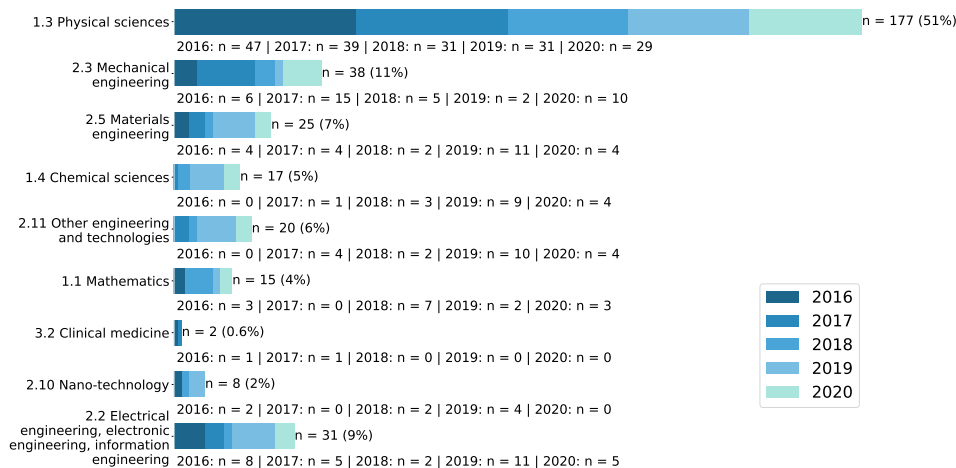 1.3 Physical sciences
n = 177 (51%)
2016: n = 47 | 2017: n = 39 | 2018: n = 31 | 2019: n = 31 | 2020: n = 29
2.3 Mechanical
engineering
n = 38 (11%)
2016: n = 6 | 2017: n = 15 | 2018: n = 5 | 2019: n = 2 | 2020: n = 10
2.5 Materials
engineering
n = 25 (7%)
2016: n = 4 | 2017: n = 4 | 2018: n = 2 | 2019: n = 11 | 2020: n = 4
1.4 Chemical sciences
n = 17 (5%)
2016: n = 0 | 2017: n = 1 | 2018: n = 3 | 2019: n = 9 | 2020: n = 4
2.11 Other engineering
and technologies
n = 20 (6%)
2016: n = 0 | 2017: n = 4 | 2018: n = 2 | 2019: n = 10 | 2020: n = 4
1.1 Mathematics
n = 15 (4%)
2016: n = 3 | 2017: n = 0 | 2018: n = 7 | 2019: n = 2 | 2020: n = 3
3.2 Clinical medicine
n = 2 (0.6%)
2016: n = 1 | 2017: n = 1 | 2018: n = 0 | 2019: n = 0 | 2020: n = 0
2.10 Nano-technology
n = 8 (2%)
2016: n = 2 | 2017: n = 0 | 2018: n = 2 | 2019: n = 4 | 2020: n = 0
2.2 Electrical
engineering, electronic
engineering, information
engineering
n = 31 (9%)
2016: n = 8 | 2017: n = 5 | 2018: n = 2 | 2019: n = 11 | 2020: n = 5
2016
2017
2018
2019
2020